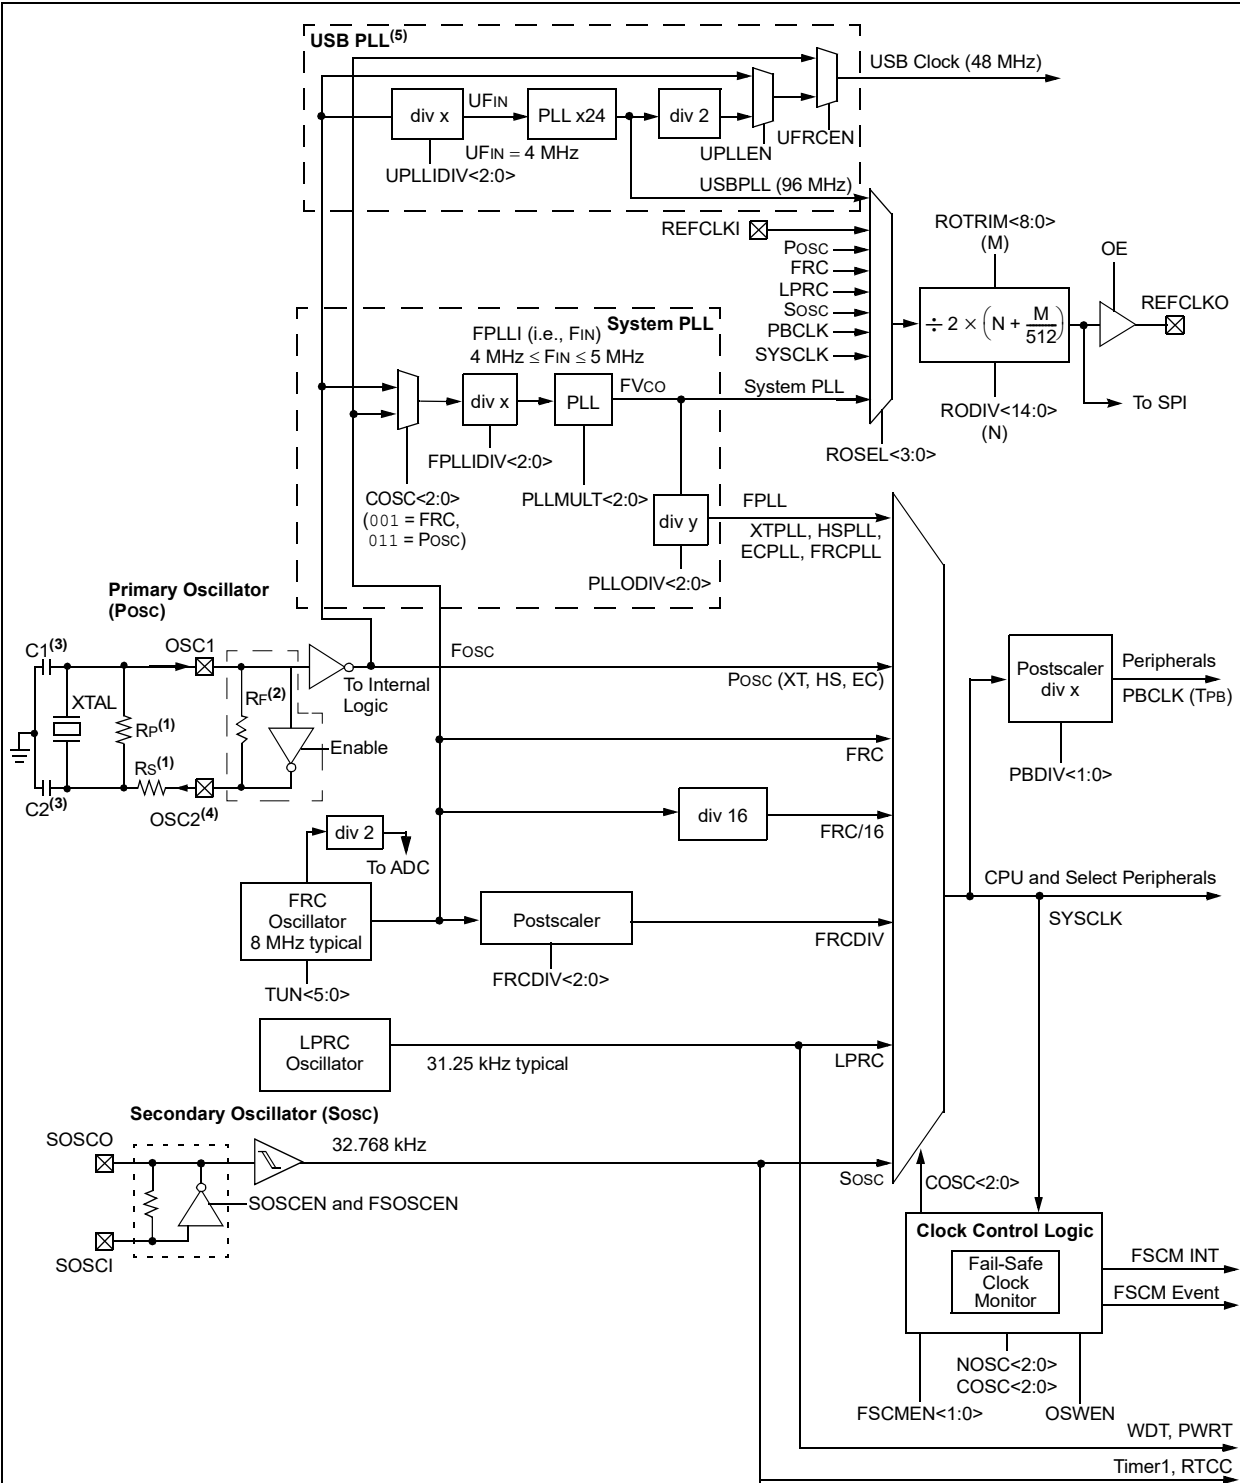 USB PLL(5)
USB Clock (48 MHz)
div x
UFIN
PLL x24
div 2
UFIN = 4 MHz
UPLLIDIV<2:0>
UPLLEN
UFRCEN
USBPLL (96 MHz)
REFCLKI
POSC
FRC
LPRC
SOSC
PBCLK
SYSCLK
System PLL
ROTRIM<8:0>
(M)
OE
REFCLKO
÷ 2 × (N + M/512)
RODIV<14:0>
(N)
To SPI
ROSEL<3:0>
System PLL
FPLLI (i.e., FIN)
4 MHz ≤ FIN ≤ 5 MHz
div x
PLL
FVCO
FPLLIDIV<2:0>
COSC<2:0>
(001 = FRC,
011 = POSC)
PLLMULT<2:0>
div y
PLLODIV<2:0>
FPLL
XTPLL, HSPLL,
ECPLL, FRCPLL
Primary Oscillator
(POSC)
C1(3)
OSC1
XTAL
RP(1)
RF(2)
RS(1)
C2(3)
OSC2(4)
To Internal
Logic
Enable
FOSC
POSC (XT, HS, EC)
FRC
div 16
FRC/16
div 2
To ADC
FRC
Oscillator
8 MHz typical
TUN<5:0>
Postscaler
FRCDIV<2:0>
FRCDIV
Postscaler
div x
Peripherals
PBCLK (TPB)
PBDIV<1:0>
CPU and Select Peripherals
SYSCLK
LPRC
Oscillator
31.25 kHz typical
LPRC
Secondary Oscillator (SOSC)
SOSCO
32.768 kHz
SOSCEN and FSOSCEN
SOSCI
SOSC
COSC<2:0>
Clock Control Logic
Fail-Safe
Clock
Monitor
FSCM INT
FSCM Event
NOSC<2:0>
COSC<2:0>
FSCMEN<1:0>
OSWEN
WDT, PWRT
Timer1, RTCC